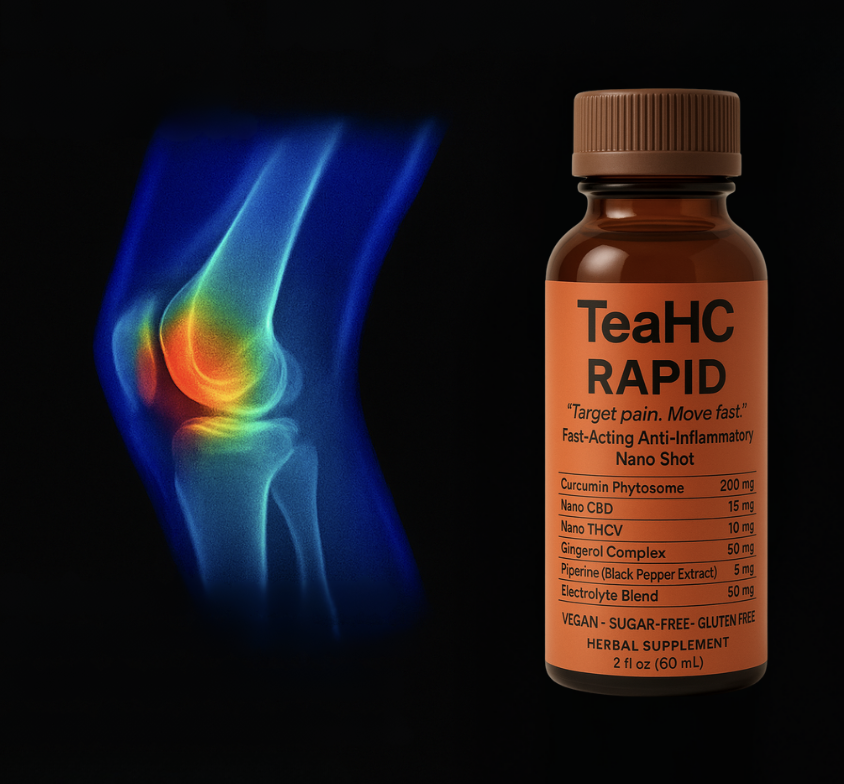 TeaHC
RAPID
"Target pain. Move fast."
Fast-Acting Anti-Inflammatory
Nano Shot
Curcumin Phytosome 200 mg
Nano CBD 15 mg
Nano THCV 10 mg
Gingerol Complex 50 mg
Piperine (Black Pepper Extract) 5 mg
Electrolyte Blend 50 mg
VEGAN - SUGAR-FREE- GLUTEN FREE
HERBAL SUPPLEMENT
2 fl oz (60 mL)